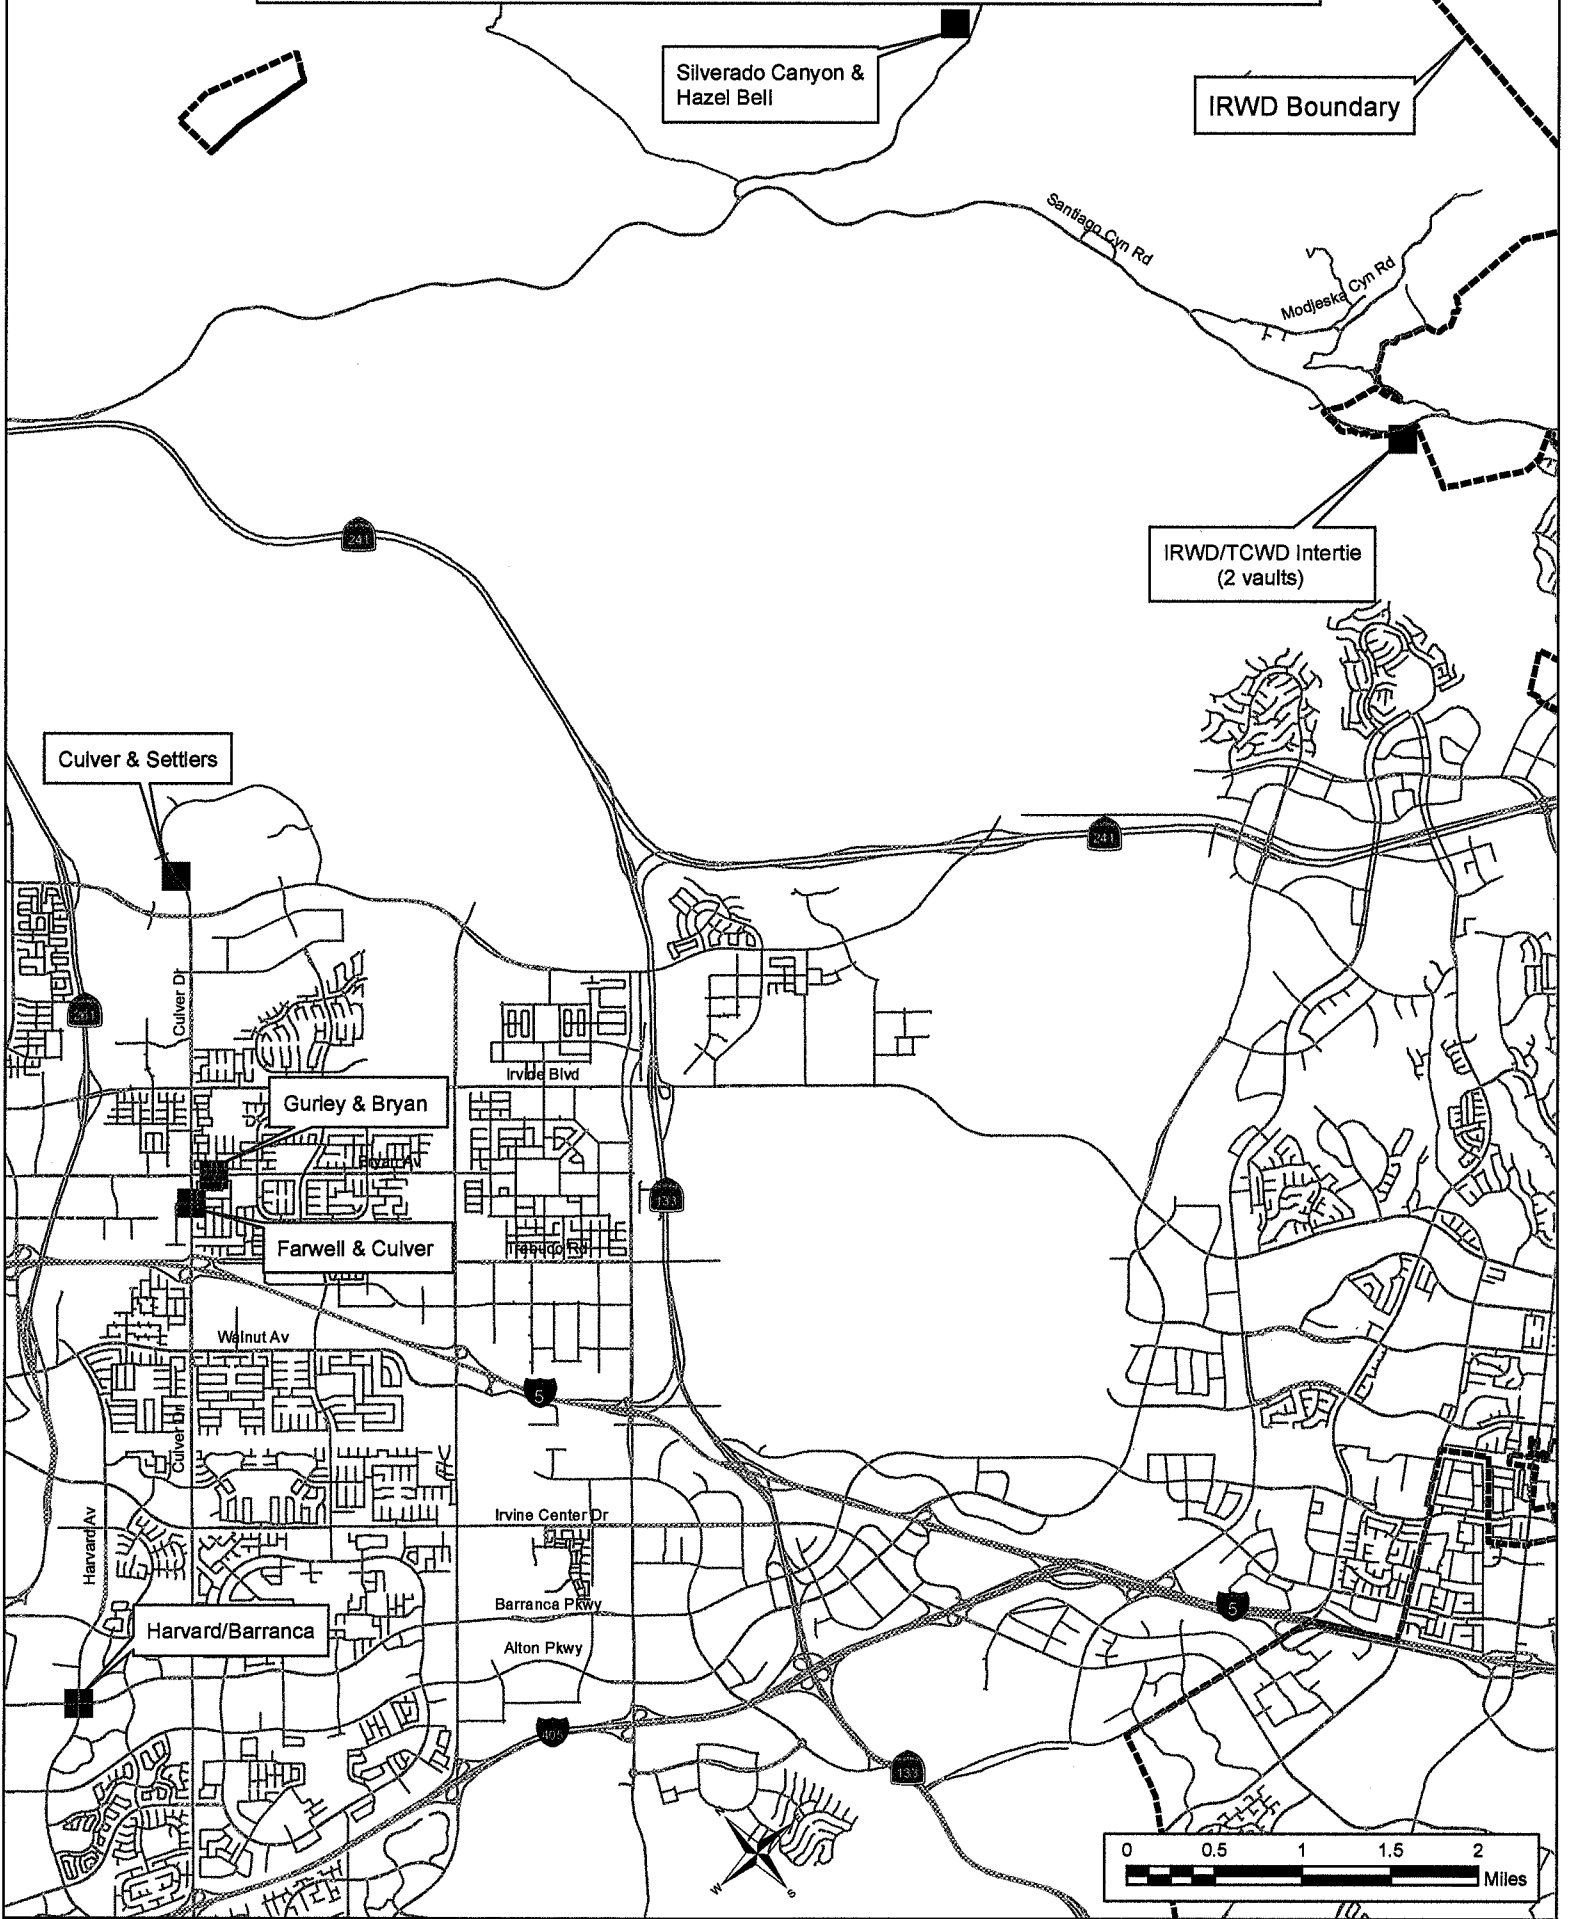 Silverado Canyon &
Hazel Bell
IRWD Boundary
Santiago Cyn Rd
Modjeska Cyn Rd
241
IRWD/TCWD Intertie
(2 vaults)
Culver & Settlers
241
Culver Dr
Irvine Blvd
Gurley & Bryan
Bryan Av
133
Farwell & Culver
Trabuco Rd
Walnut Av
5
Culver Dr
Harvard Av
Irvine Center Dr
Barranca Pkwy
5
Harvard/Barranca
Alton Pkwy
405
133
W
S
0 0.5 1 1.5 2
Miles